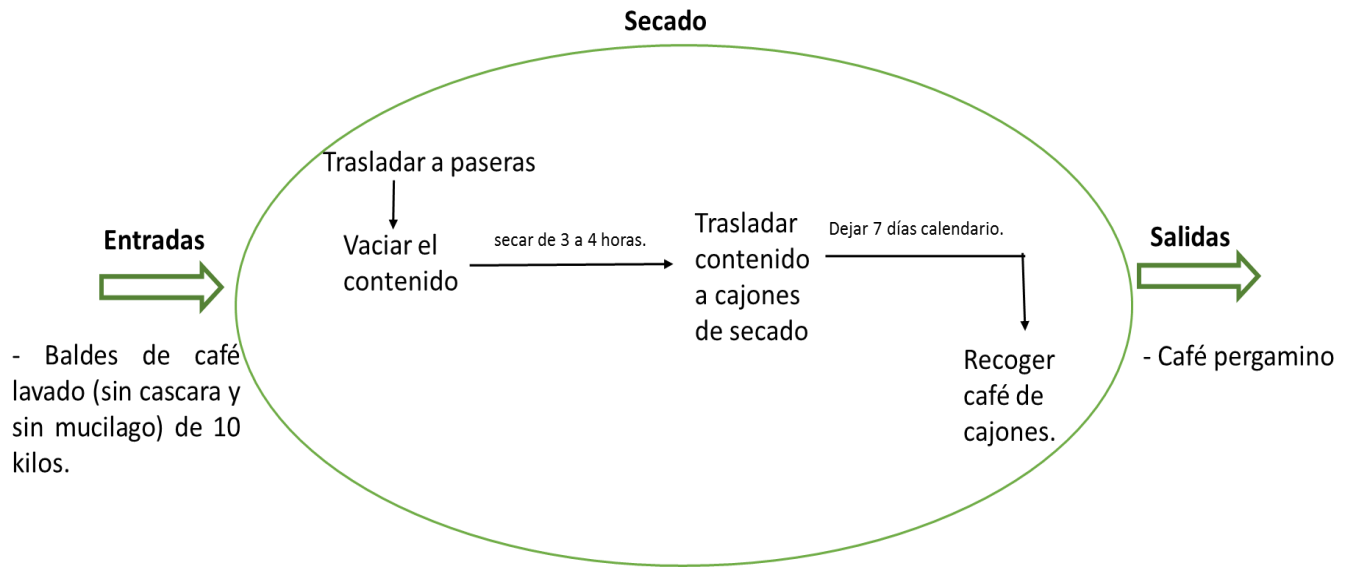 Secado
Entradas
- Baldes de café
lavado (sin cascara y
sin mucilago) de 10
kilos.
Trasladar a paseras
Vaciar el
contenido
secar de 3 a 4 horas.
Trasladar
contenido
a cajones
de secado
Dejar 7 días calendario.
Recoger
café de
cajones.
Salidas
- Café pergamino